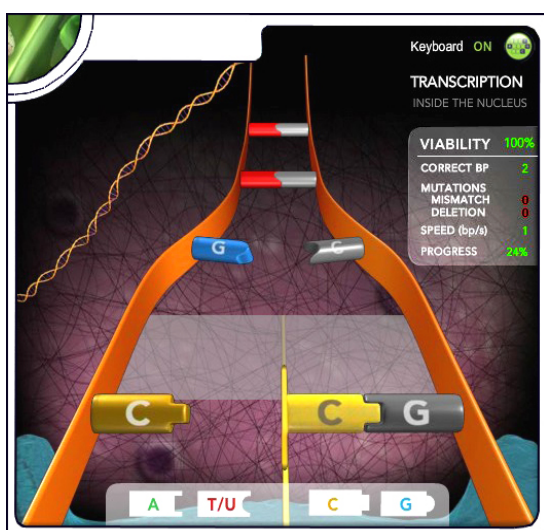 Keyboard ON
TRANSCRIPTION
INSIDE THE NUCLEUS
VIABILITY 100%
CORRECT BP 2
MUTATIONS
MISMATCH 0
DELETION 0
SPEED (bp/s) 1
PROGRESS 24%
G C
C C G
A T/U C G